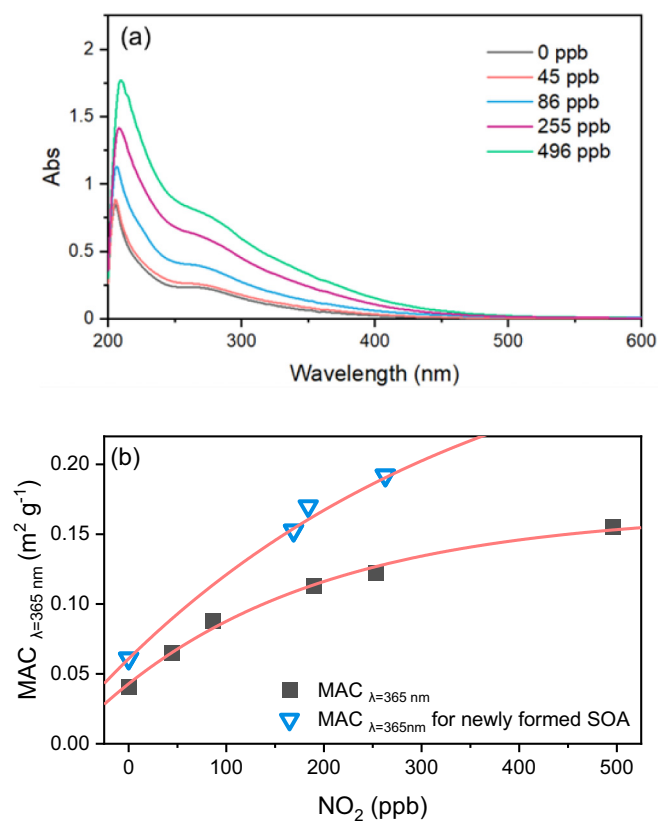 (a)
0 ppb
45 ppb
86 ppb
255 ppb
496 ppb
2
1.5
1
0.5
0
Abs
200 300 400 500 600
Wavelength (nm)
(b)
0.20
0.15
0.10
0.05
0.00
MAC λ=365 nm (m² g⁻¹)
MAC λ=365 nm
MAC λ=365nm for newly formed SOA
0 100 200 300 400 500
NO₂ (ppb)